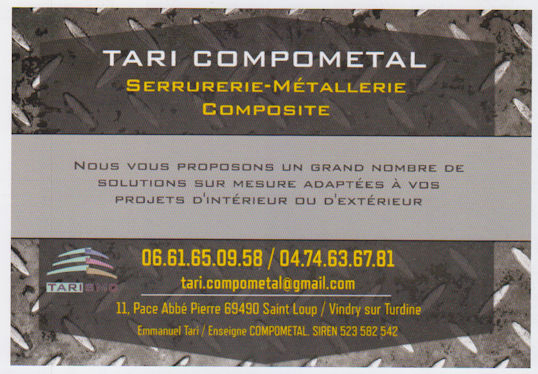 TARI COMPOMETAL
SERRURERIE-MÉTALLERIE
COMPOSITE
NOUS VOUS PROPOSONS UN GRAND NOMBRE DE
SOLUTIONS SUR MESURE ADAPTÉES À VOS
PROJETS D'INTÉRIEUR OU D'EXTÉRIEUR
06.61.65.09.58 / 04.74.63.67.81
TARISMO
tari.compometal@gmail.com
11, Pace Abbé Pierre 69490 Saint Loup / Vindry sur Turdine
Emmanuel Tari / Enseigne COMPOMETAL. SIREN 523 582 542